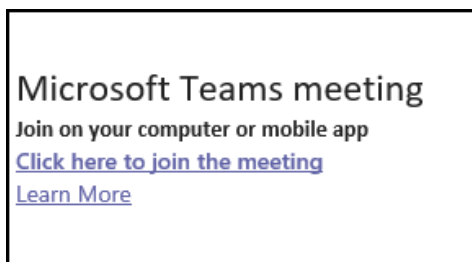 Microsoft Teams meeting
Join on your computer or mobile app
Click here to join the meeting
Learn More